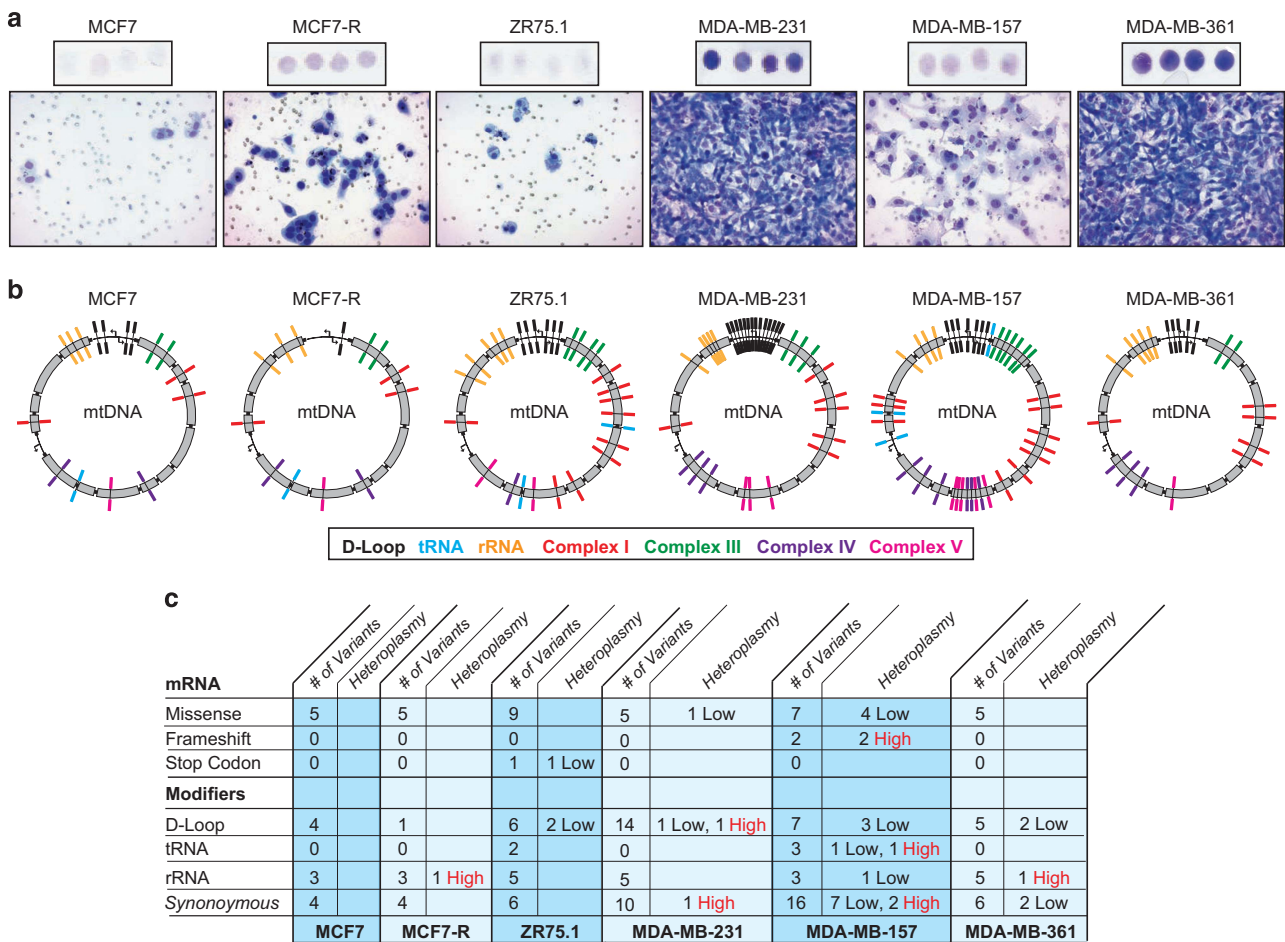 a
MCF7 MCF7-R ZR75.1 MDA-MB-231 MDA-MB-157 MDA-MB-361
b
MCF7 MCF7-R ZR75.1 MDA-MB-231 MDA-MB-157 MDA-MB-361
mtDNA mtDNA mtDNA mtDNA mtDNA mtDNA
D-Loop tRNA rRNA Complex I Complex III Complex IV Complex V
c
# of Variants Heteroplasmy # of Variants Heteroplasmy # of Variants Heteroplasmy # of Variants Heteroplasmy # of Variants Heteroplasmy # of Variants Heteroplasmy
mRNA
Missense 5 5 9 5 1 Low 7 4 Low 5
Frameshift 0 0 0 0 2 2 High 0
Stop Codon 0 0 1 1 Low 0 0 0
Modifiers
D-Loop 4 1 6 2 Low 14 1 Low, 1 High 7 3 Low 5 2 Low
tRNA 0 0 2 0 3 1 Low, 1 High 0
rRNA 3 3 1 High 5 5 3 1 Low 5 1 High
Synonoymous 4 4 6 10 1 High 16 7 Low, 2 High 6 2 Low
MCF7 MCF7-R ZR75.1 MDA-MB-231 MDA-MB-157 MDA-MB-361